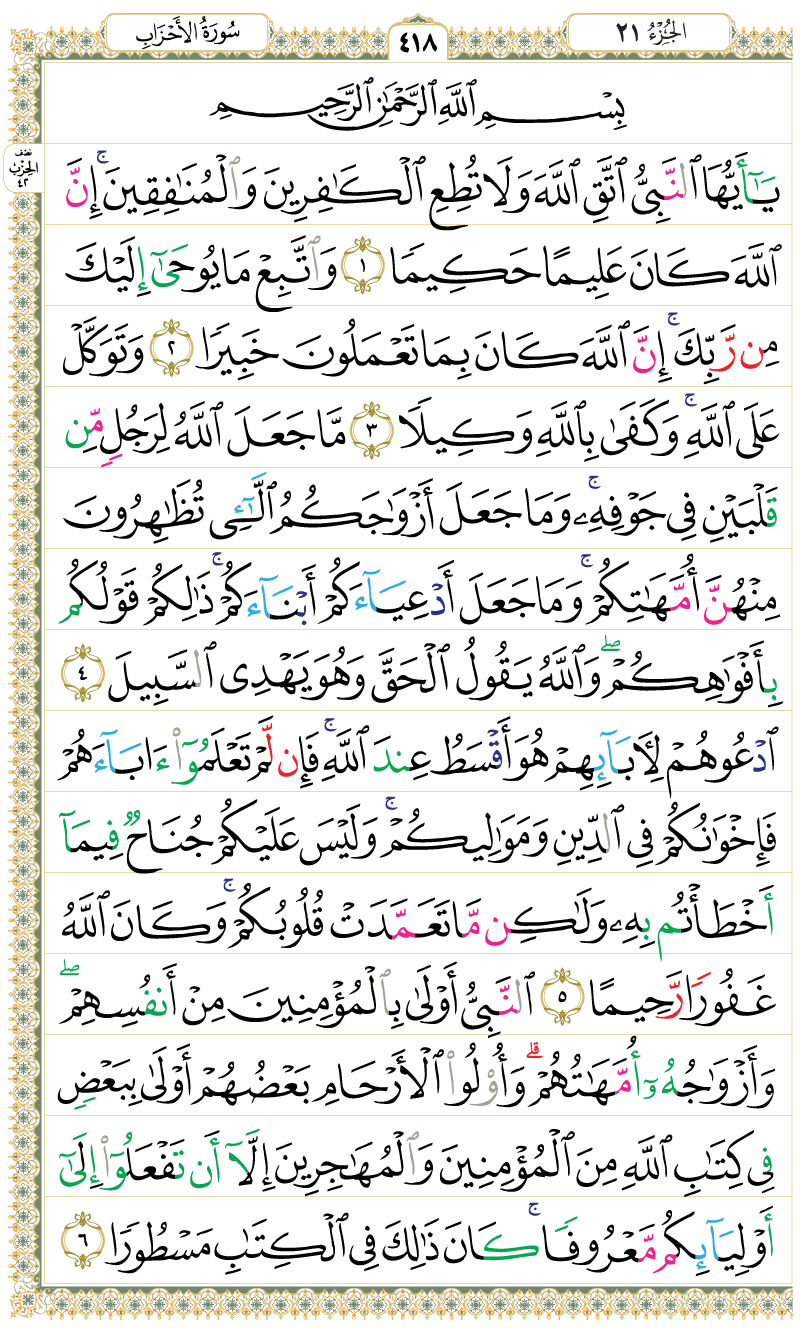 سُورَةُ الأَحْزَابِ
٤١٨
الجُزْءُ ٢١
نصف
الحزب
٤٢
بِسْمِ ٱللَّهِ ٱلرَّحْمَٰنِ ٱلرَّحِيمِ
يَـٰٓأَيُّهَا ٱلنَّبِيُّ ٱتَّقِ ٱللَّهَ وَلَا تُطِعِ ٱلْكَـٰفِرِينَ وَٱلْمُنَـٰفِقِينَ ۚ إِنَّ
ٱللَّهَ كَانَ عَلِيمًا حَكِيمًا ١ وَٱتَّبِعْ مَا يُوحَىٰٓ إِلَيْكَ
مِن رَّبِّكَ ۚ إِنَّ ٱللَّهَ كَانَ بِمَا تَعْمَلُونَ خَبِيرًا ٢ وَتَوَكَّلْ
عَلَى ٱللَّهِ ۚ وَكَفَىٰ بِٱللَّهِ وَكِيلًا ٣ مَّا جَعَلَ ٱللَّهُ لِرَجُلٍ مِّن
قَلْبَيْنِ فِى جَوْفِهِۦ ۚ وَمَا جَعَلَ أَزْوَٰجَكُمُ ٱلَّـٰٓـِٔى تُظَـٰهِرُونَ
مِنْهُنَّ أُمَّهَـٰتِكُمْ ۚ وَمَا جَعَلَ أَدْعِيَآءَكُمْ أَبْنَآءَكُمْ ۚ ذَٰلِكُمْ قَوْلُكُم
بِأَفْوَٰهِكُمْ ۖ وَٱللَّهُ يَقُولُ ٱلْحَقَّ وَهُوَ يَهْدِى ٱلسَّبِيلَ ٤
ٱدْعُوهُمْ لِـَٔابَآئِهِمْ هُوَ أَقْسَطُ عِندَ ٱللَّهِ ۚ فَإِن لَّمْ تَعْلَمُوٓا۟ ءَابَآءَهُمْ
فَإِخْوَٰنُكُمْ فِى ٱلدِّينِ وَمَوَٰلِيكُمْ ۚ وَلَيْسَ عَلَيْكُمْ جُنَاحٌ فِيمَآ
أَخْطَأْتُم بِهِۦ وَلَـٰكِن مَّا تَعَمَّدَتْ قُلُوبُكُمْ ۚ وَكَانَ ٱللَّهُ
غَفُورًا رَّحِيمًا ٥ ٱلنَّبِيُّ أَوْلَىٰ بِٱلْمُؤْمِنِينَ مِنْ أَنفُسِهِمْ ۖ
وَأَزْوَٰجُهُۥٓ أُمَّهَـٰتُهُمْ ۗ وَأُو۟لُوا۟ ٱلْأَرْحَامِ بَعْضُهُمْ أَوْلَىٰ بِبَعْضٍ
فِى كِتَـٰبِ ٱللَّهِ مِنَ ٱلْمُؤْمِنِينَ وَٱلْمُهَـٰجِرِينَ إِلَّآ أَن تَفْعَلُوٓا۟ إِلَىٰٓ
أَوْلِيَآئِكُم مَّعْرُوفًا ۚ كَانَ ذَٰلِكَ فِى ٱلْكِتَـٰبِ مَسْطُورًا ٦